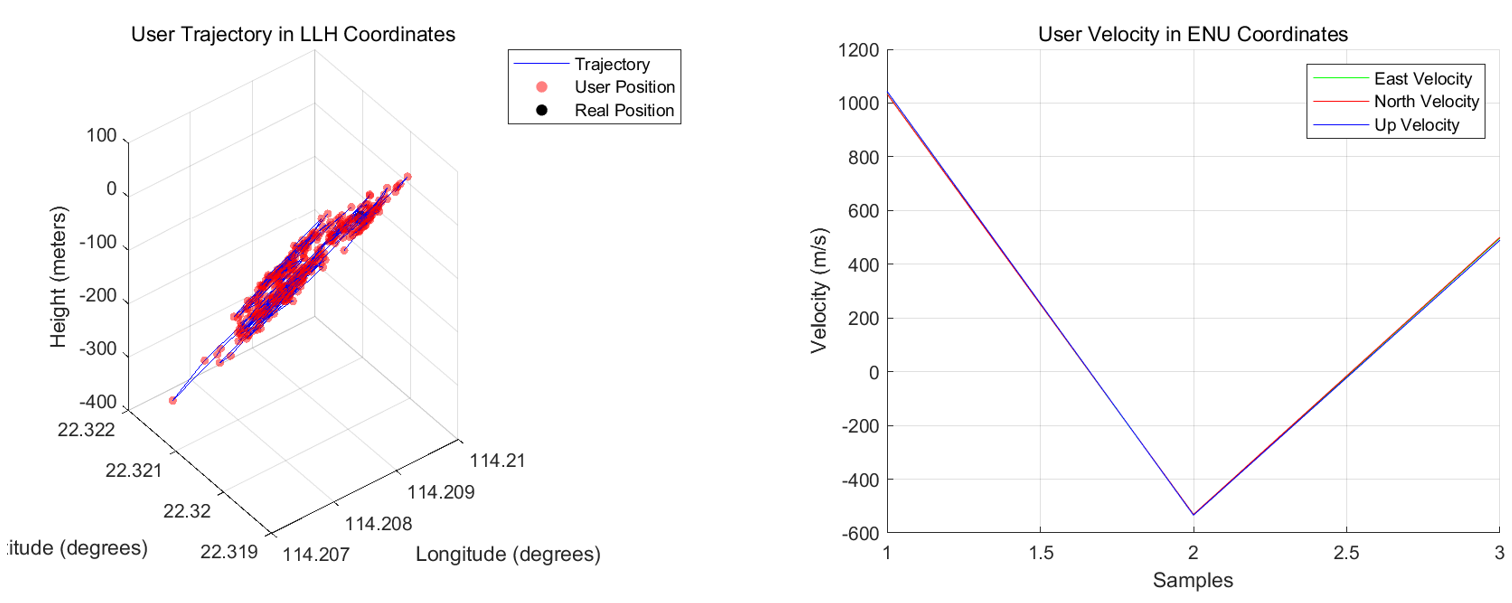 User Trajectory in LLH Coordinates
Trajectory
User Position
Real Position
100
0
-100
-200
-300
-400
Height (meters)
22.322
22.321
22.32
22.319
titude (degrees)
114.207
114.208
114.209
114.21
Longitude (degrees)
User Velocity in ENU Coordinates
East Velocity
North Velocity
Up Velocity
1200
1000
800
600
400
200
0
-200
-400
-600
Velocity (m/s)
1
1.5
2
2.5
3
Samples